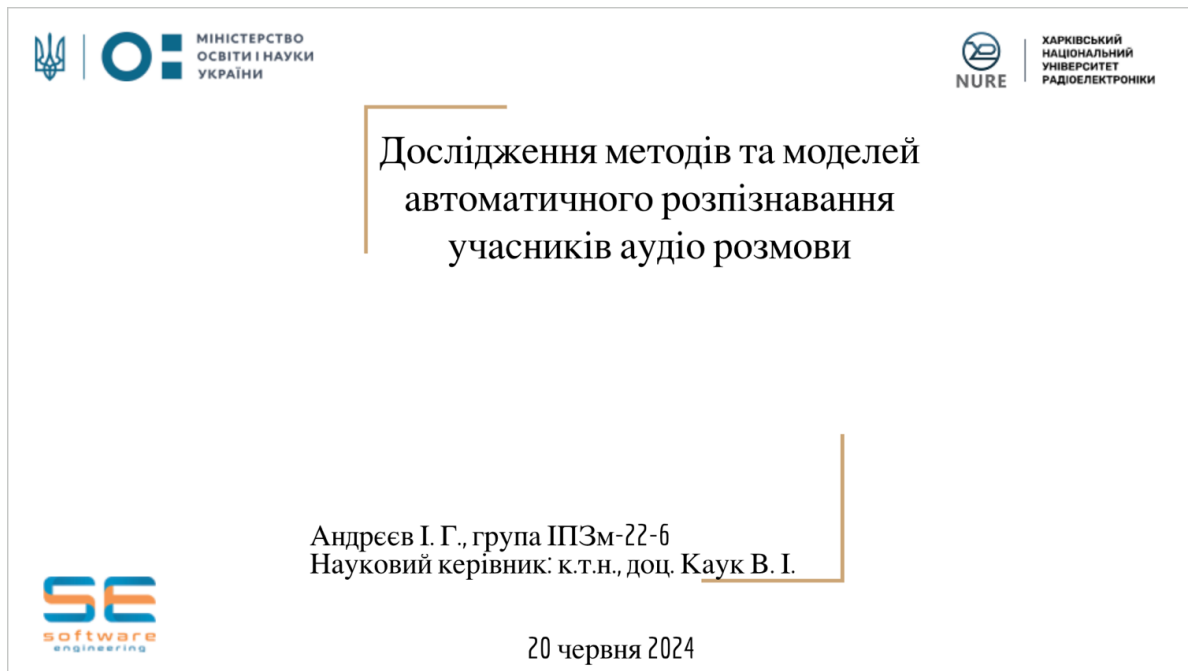 МІНІСТЕРСТВО
ОСВІТИ І НАУКИ
УКРАЇНИ
NURE
ХАРКІВСЬКИЙ
НАЦІОНАЛЬНИЙ
УНІВЕРСИТЕТ
РАДІОЕЛЕКТРОНІКИ
Дослідження методів та моделей
автоматичного розпізнавання
учасників аудіо розмови
Андрєєв І. Г., група ІПЗм-22-6
Науковий керівник: к.т.н., доц. Каук В. І.
SE
software
engineering
20 червня 2024